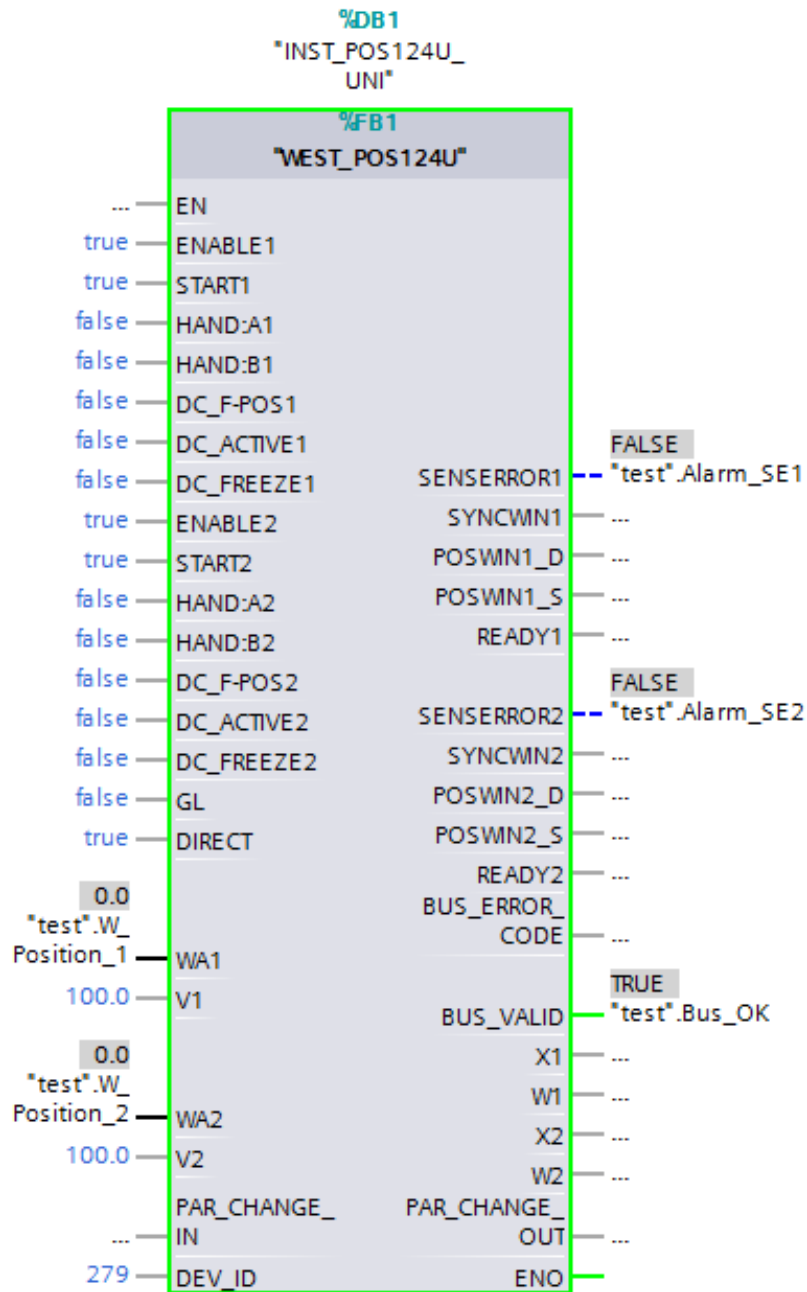 %DB1
"INST_POS124U_
UNI"
%FB1
"WEST_POS124U"
... EN
true ENABLE1
true START1
false HAND:A1
false HAND:B1
false DC_F-POS1
false DC_ACTIVE1
FALSE
false DC_FREEZE1 SENSERROR1 "test".Alarm_SE1
true ENABLE2 SYNCWIN1 ...
true START2 POSWIN1_D ...
false HAND:A2 POSWIN1_S ...
false HAND:B2 READY1 ...
false DC_F-POS2 FALSE
false DC_ACTIVE2 SENSERROR2 "test".Alarm_SE2
false DC_FREEZE2 SYNCWIN2 ...
false GL POSWIN2_D ...
true DIRECT POSWIN2_S ...
READY2 ...
0.0 BUS_ERROR_
"test".W_ CODE ...
Position_1 WA1
TRUE
100.0 V1 BUS_VALID "test".Bus_OK
0.0 X1 ...
"test".W_ W1 ...
Position_2 WA2 X2 ...
100.0 V2 W2 ...
PAR_CHANGE_ PAR_CHANGE_
... IN OUT ...
279 DEV_ID ENO